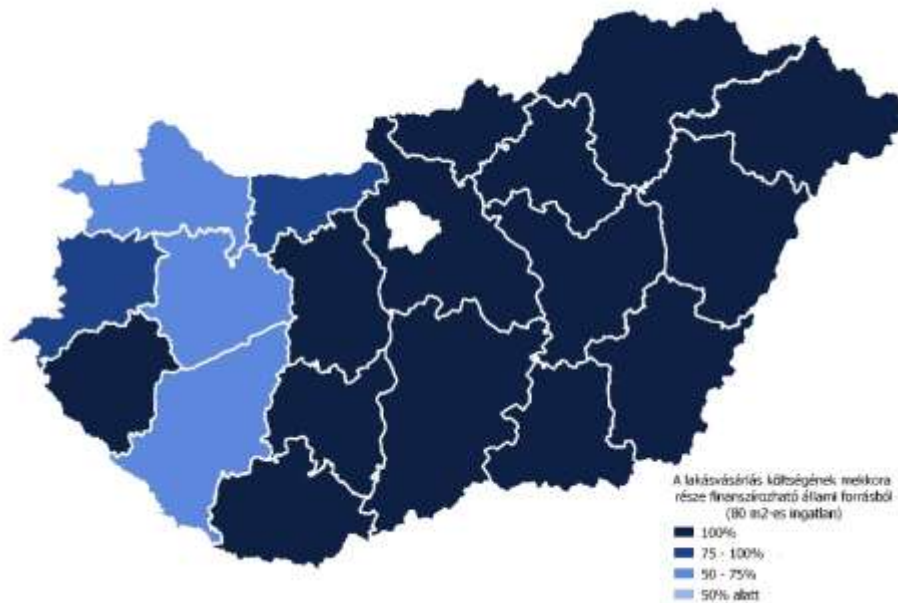 A lakásvásárlás költségének mekkora
része finanszírozható állami forrásból
(80 m2-es ingatlan)
100%
75 - 100%
50 - 75%
50% alatt